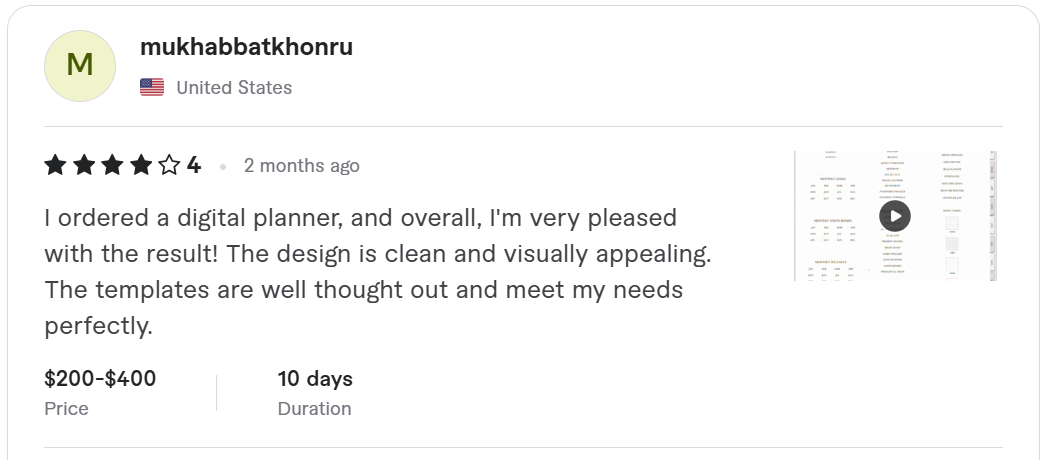 M
mukhabbatkhonru
United States
4
2 months ago
I ordered a digital planner, and overall, I'm very pleased
with the result! The design is clean and visually appealing.
The templates are well thought out and meet my needs
perfectly.
$200-$400
Price
10 days
Duration